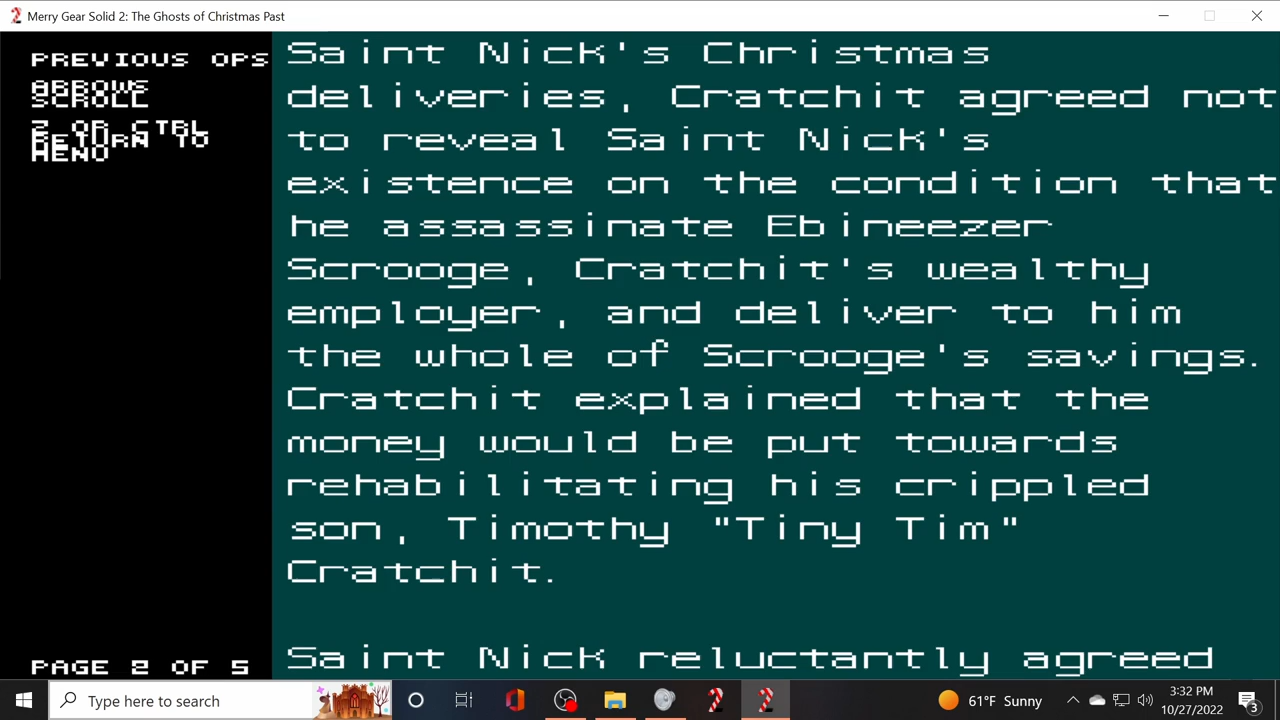 Merry Gear Solid 2: The Ghosts of Christmas Past
PREVIOUS OPS
ARROWS
SCROLL
Z OR CTRL
RETURN TO
MENU
PAGE 2 OF 5
Saint Nick's Christmas
deliveries, Cratchit agreed not
to reveal Saint Nick's
existence on the condition that
he assassinate Ebineezer
Scrooge, Cratchit's wealthy
employer, and deliver to him
the whole of Scrooge's savings.
Cratchit explained that the
money would be put towards
rehabilitating his crippled
son, Timothy "Tiny Tim"
Cratchit.
Saint Nick reluctantly agreed
Type here to search
61°F Sunny
3:32 PM
10/27/2022
3